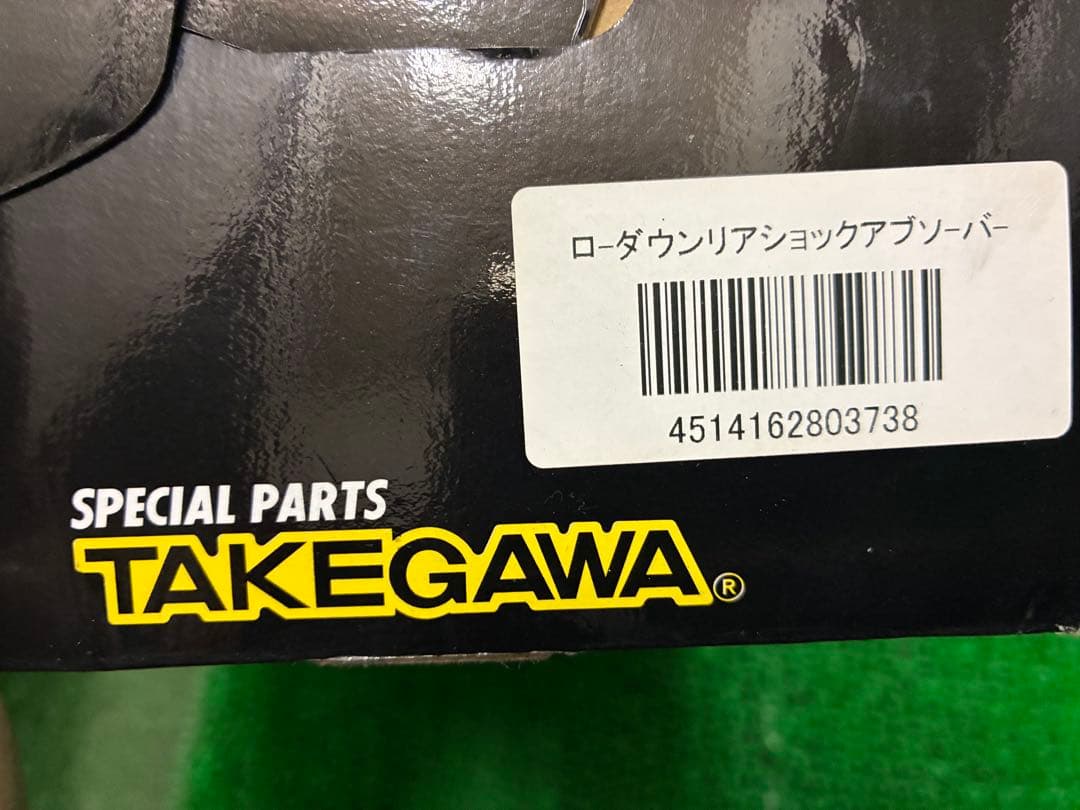 ローダウンリアショックアブソーバー
4514162803738
SPECIAL PARTS
TAKEGAWA®